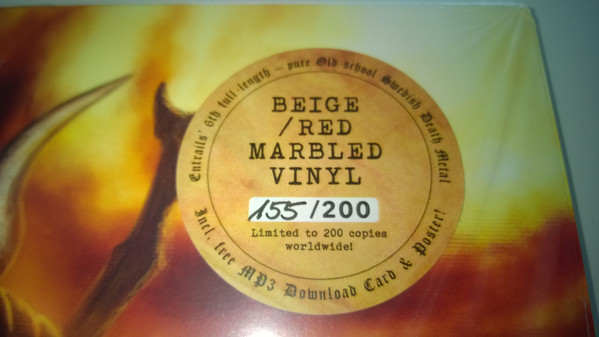 Entrails' 6th full-length – pure Old-school Swedish Death Metal
BEIGE
/RED
MARBLED
VINYL
155/200
Limited to 200 copies
worldwide!
Incl. free MP3 Download Card & Poster!